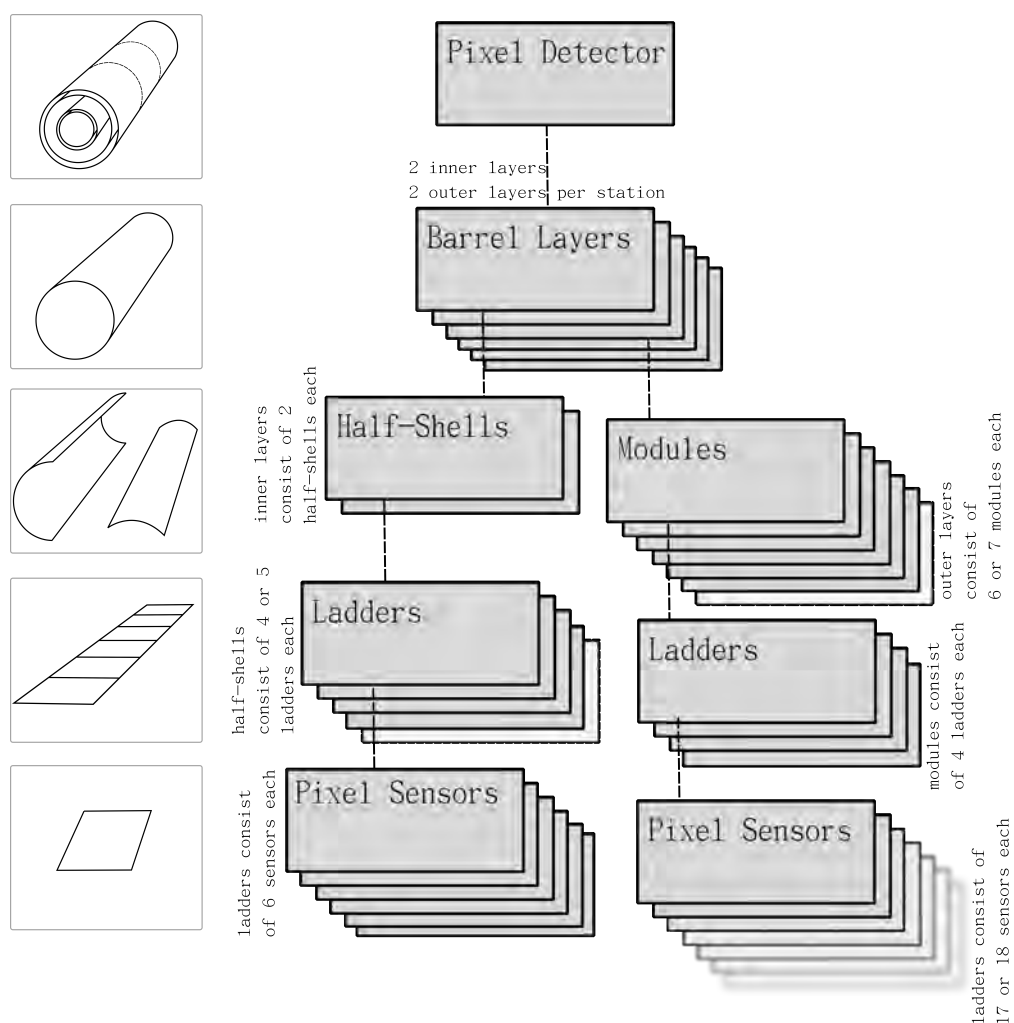 Pixel Detector
2 inner layers
2 outer layers per station
Barrel Layers
inner layers
consist of 2
half-shells each
Half-Shells
Modules
outer layers
consist of
6 or 7 modules each
half-shells
consist of 4 or 5
ladders each
Ladders
Ladders
modules consist
of 4 ladders each
ladders consist
of 6 sensors each
Pixel Sensors
Pixel Sensors
ladders consist of
17 or 18 sensors each